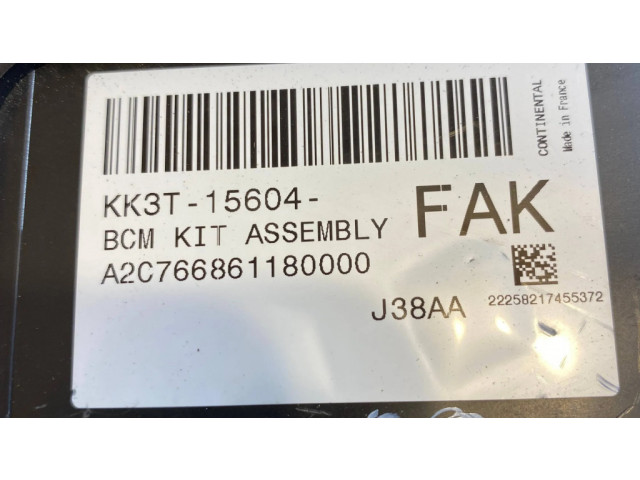 KK3T-15604-
FAK
BCM KIT ASSEMBLY
A2C766861180000
J38AA
22258217455372
CONTINENTAL
Made in France